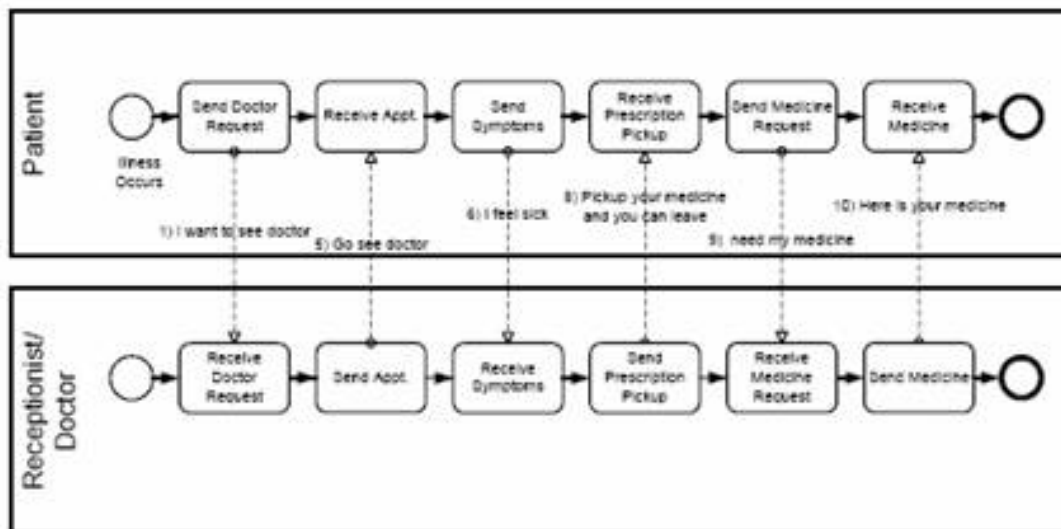 Patient
Send Doctor
Request
Receive Appt.
Send
Symptoms
Receive
Prescription
Pickup
Send Medicine
Request
Receive
Medicine
Illness
Occurs
1) I want to see doctor
5) Go see doctor
6) I feel sick
8) Pickup your medicine
and you can leave
9) need my medicine
10) Here is your medicine
Receptionist/
Doctor
Receive
Doctor
Request
Send Appt.
Receive
Symptoms
Send
Prescription
Pickup
Receive
Medicine
Request
Send Medicine